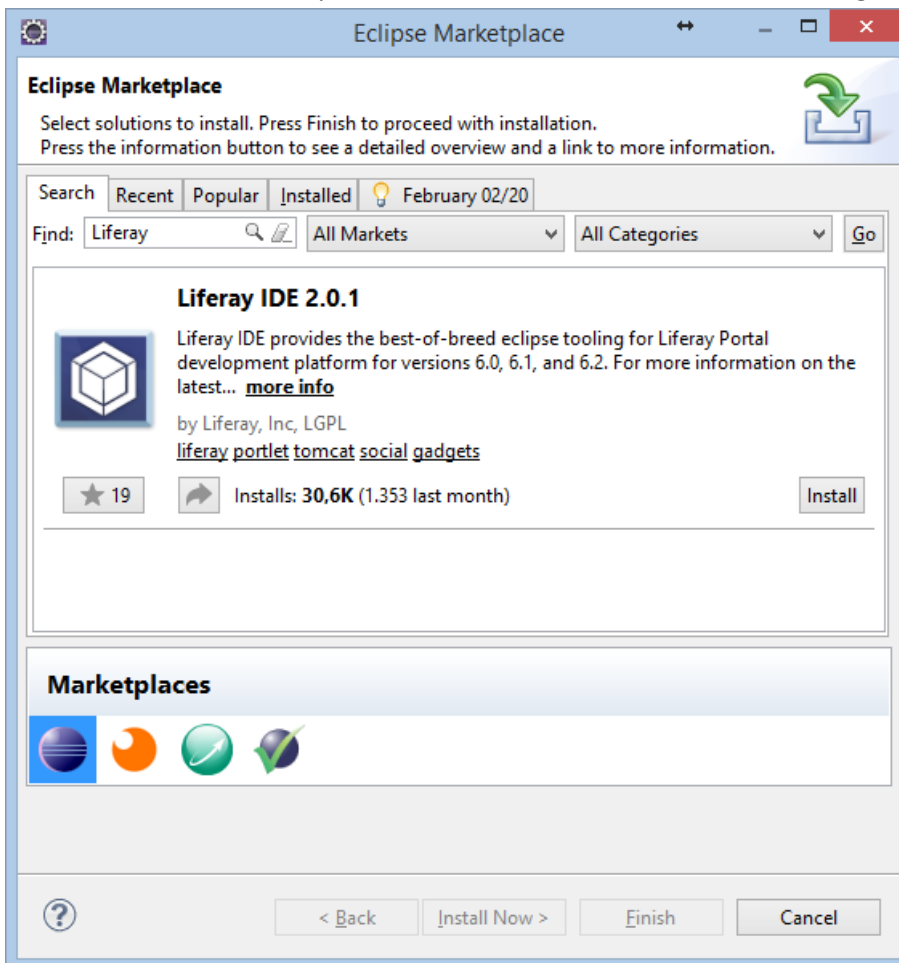 Eclipse Marketplace
Eclipse Marketplace
Select solutions to install. Press Finish to proceed with installation.
Press the information button to see a detailed overview and a link to more information.
Search Recent Popular Installed February 02/20
Find: Liferay All Markets All Categories Go
Liferay IDE 2.0.1
Liferay IDE provides the best-of-breed eclipse tooling for Liferay Portal
development platform for versions 6.0, 6.1, and 6.2. For more information on the
latest... more info
by Liferay, Inc, LGPL
liferay portlet tomcat social gadgets
19 Installs: 30,6K (1.353 last month) Install
Marketplaces
? < Back Install Now > Finish Cancel